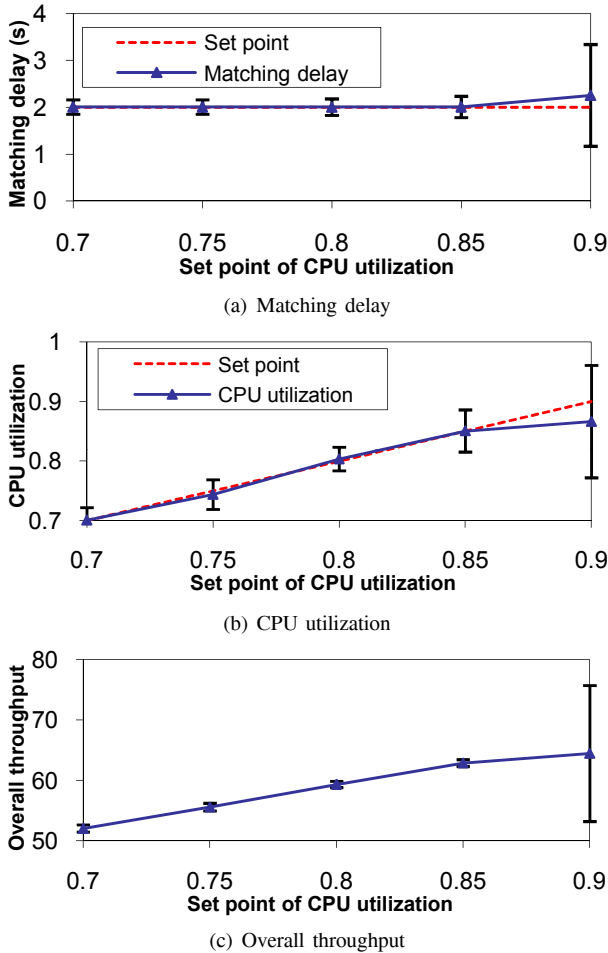 4
3
2
1
0
Matching delay (s)
Set point
Matching delay
0.7 0.75 0.8 0.85 0.9
Set point of CPU utilization
(a) Matching delay
1
0.9
0.8
0.7
CPU utilization
Set point
CPU utilization
0.7 0.75 0.8 0.85 0.9
Set point of CPU utilization
(b) CPU utilization
80
70
60
50
Overall throughput
0.7 0.75 0.8 0.85 0.9
Set point of CPU utilization
(c) Overall throughput